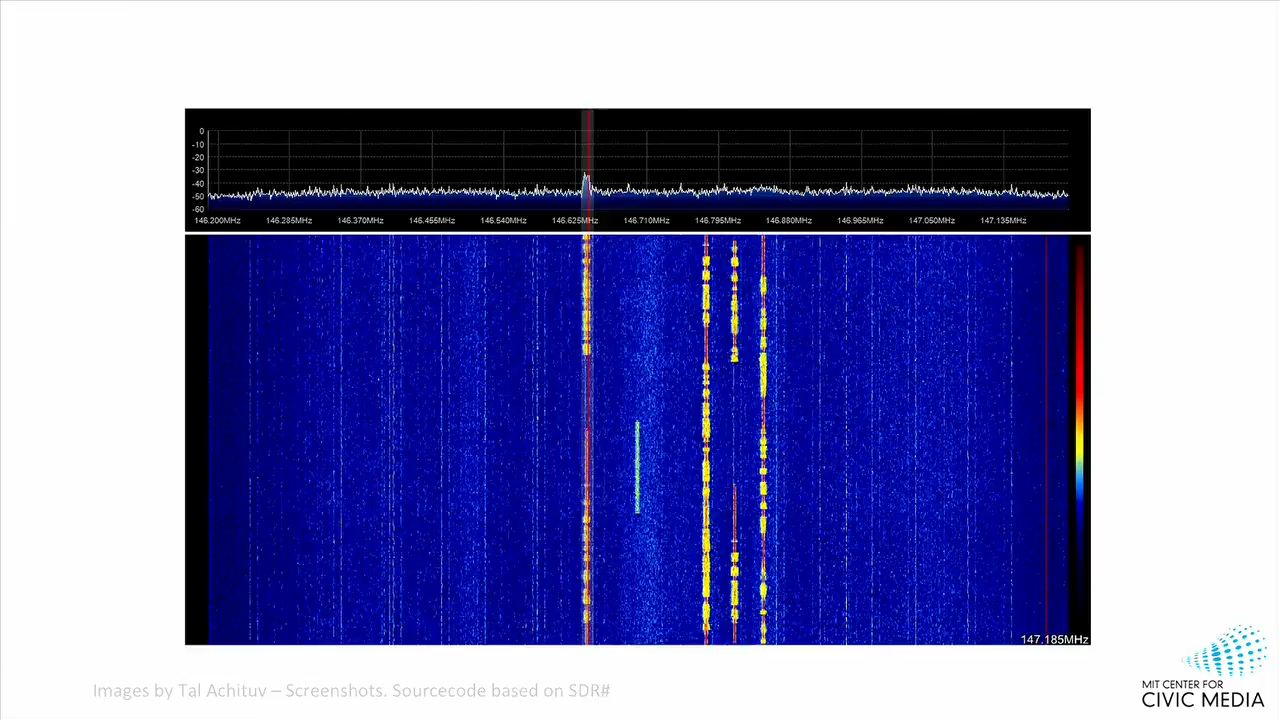 0
-10
-20
-30
-40
-50
-60
146.200MHz 146.285MHz 146.370MHz 146.455MHz 146.540MHz 146.625MHz 146.710MHz 146.795MHz 146.880MHz 146.965MHz 147.050MHz 147.135MHz
147.185MHz
Images by Tal Achituv – Screenshots. Sourcecode based on SDR#
MIT CENTER FOR
CIVIC MEDIA